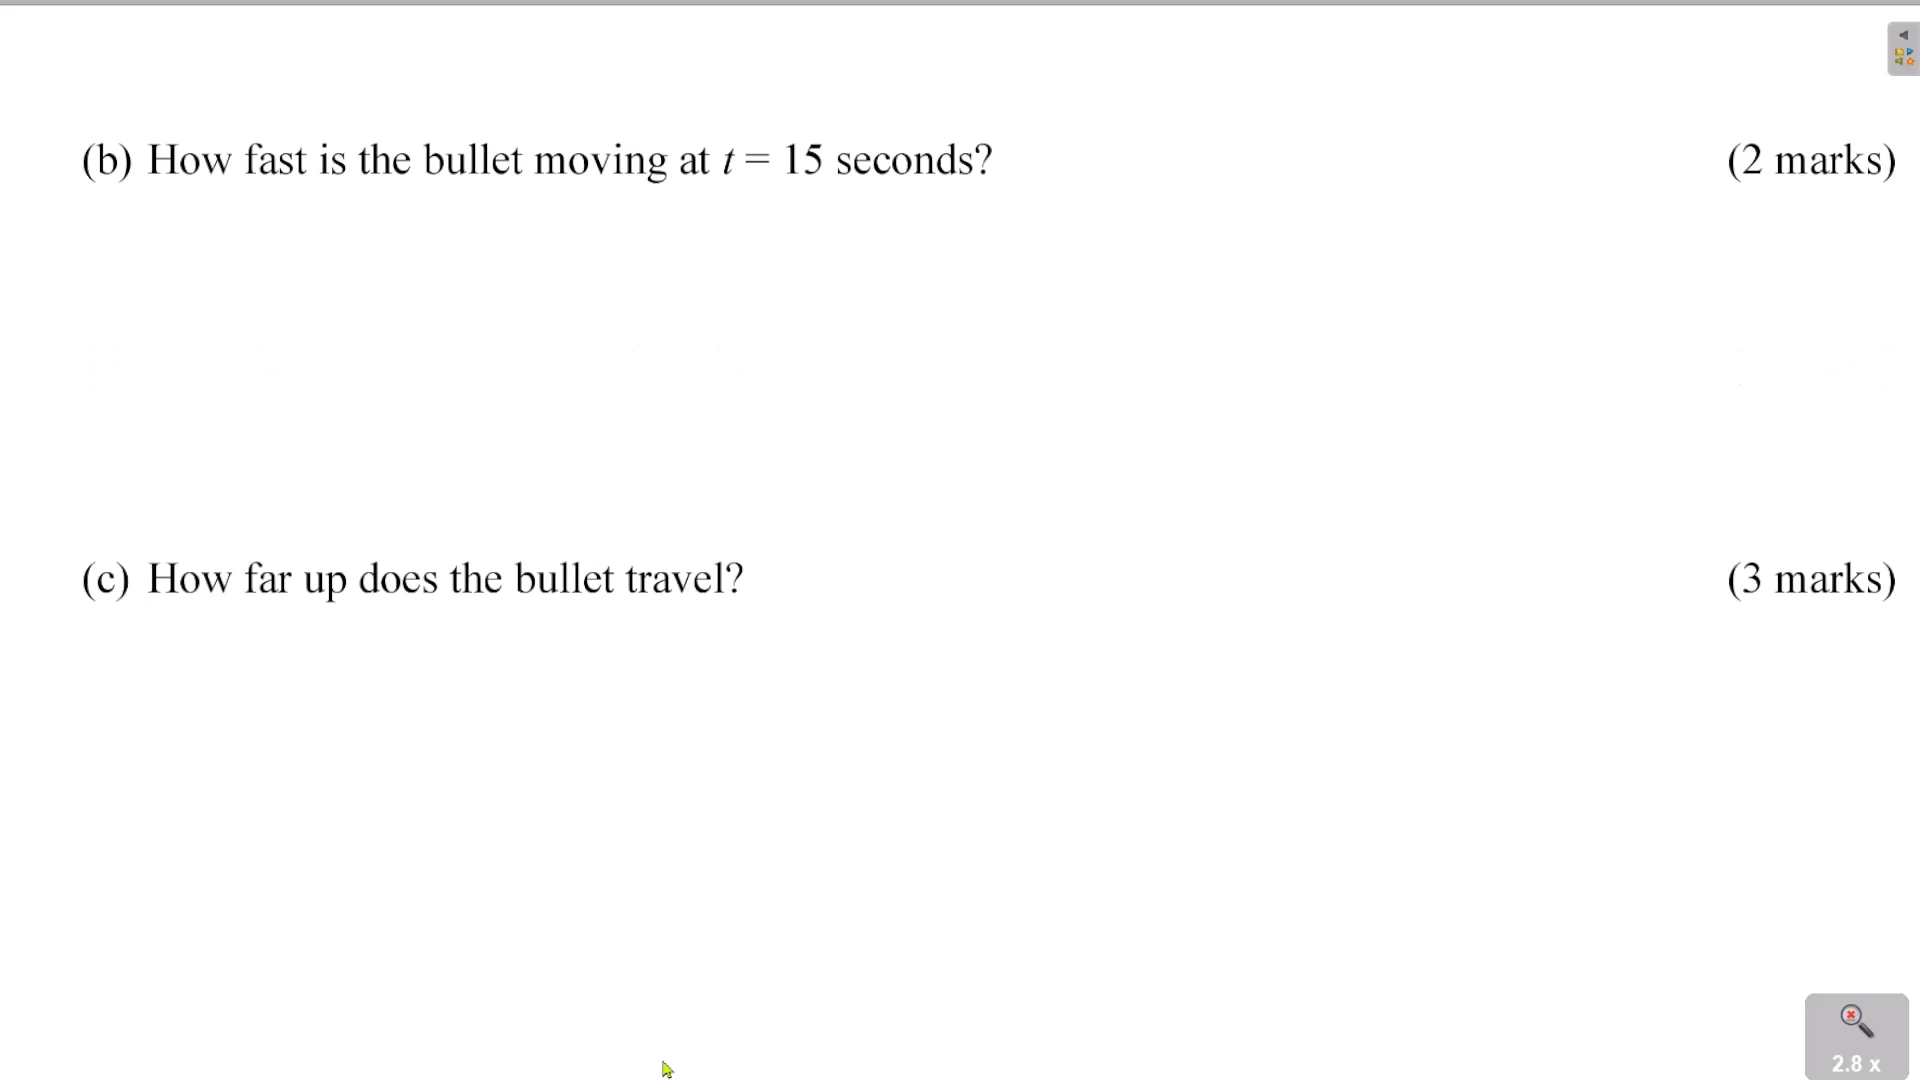 (b) How fast is the bullet moving at t = 15 seconds? (2 marks)
(c) How far up does the bullet travel? (3 marks)
2.8 x